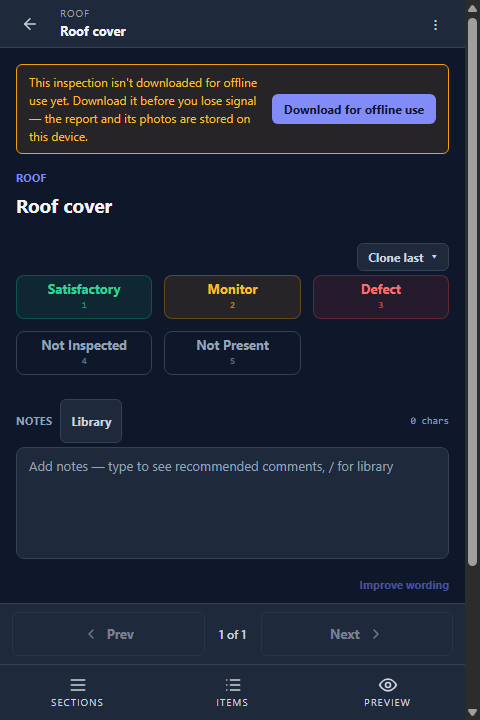 ROOF
Roof cover
This inspection isn't downloaded for offline
use yet. Download it before you lose signal
— the report and its photos are stored on
this device.
Download for offline use
ROOF
Roof cover
Clone last
Satisfactory
1
Monitor
2
Defect
3
Not Inspected
4
Not Present
5
NOTES
Library
0 chars
Add notes — type to see recommended comments, / for library
Improve wording
Prev
1 of 1
Next
SECTIONS
ITEMS
PREVIEW